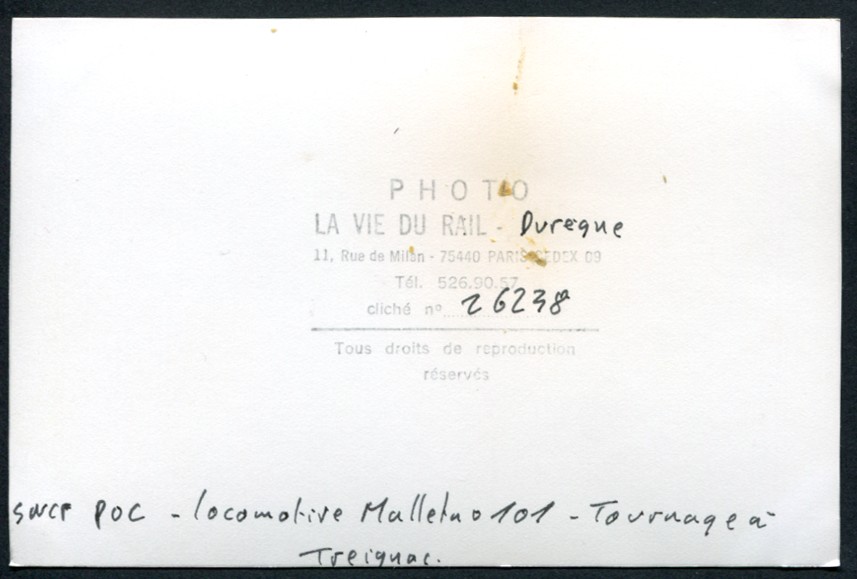 PHOTO
LA VIE DU RAIL - Durègne
11, Rue de Milan - 75440 PARIS CEDEX 09
Tél. 526.90.57
cliché n° 26238
Tous droits de reproduction
réservés
SNCF POC - locomotive Mallet no 101 - Tournage à
Treignac.